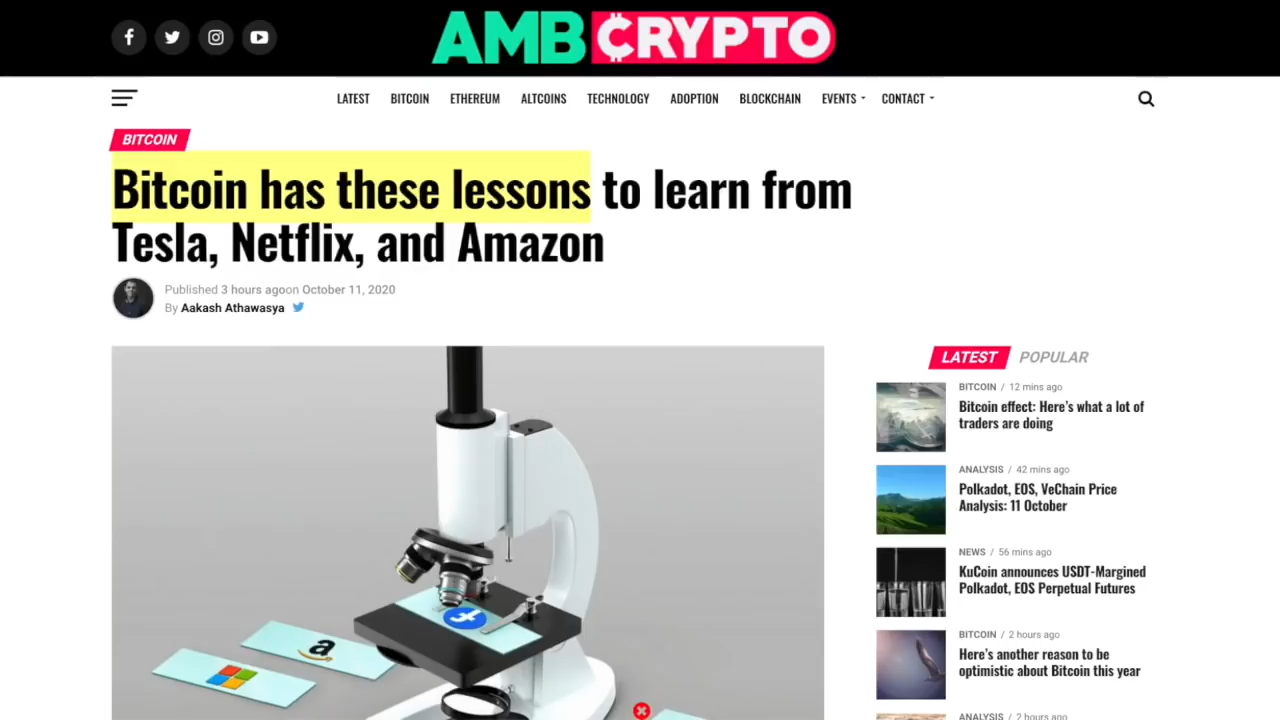 AMBCRYPTO
LATEST BITCOIN ETHEREUM ALTCOINS TECHNOLOGY ADOPTION BLOCKCHAIN EVENTS CONTACT
BITCOIN
Bitcoin has these lessons to learn from
Tesla, Netflix, and Amazon
Published 3 hours agoon October 11, 2020
By Aakash Athawasya
LATEST POPULAR
BITCOIN / 12 mins ago
Bitcoin effect: Here's what a lot of
traders are doing
ANALYSIS / 42 mins ago
Polkadot, EOS, VeChain Price
Analysis: 11 October
NEWS / 56 mins ago
KuCoin announces USDT-Margined
Polkadot, EOS Perpetual Futures
BITCOIN / 2 hours ago
Here's another reason to be
optimistic about Bitcoin this year
ANALYSIS / 2 hours ago